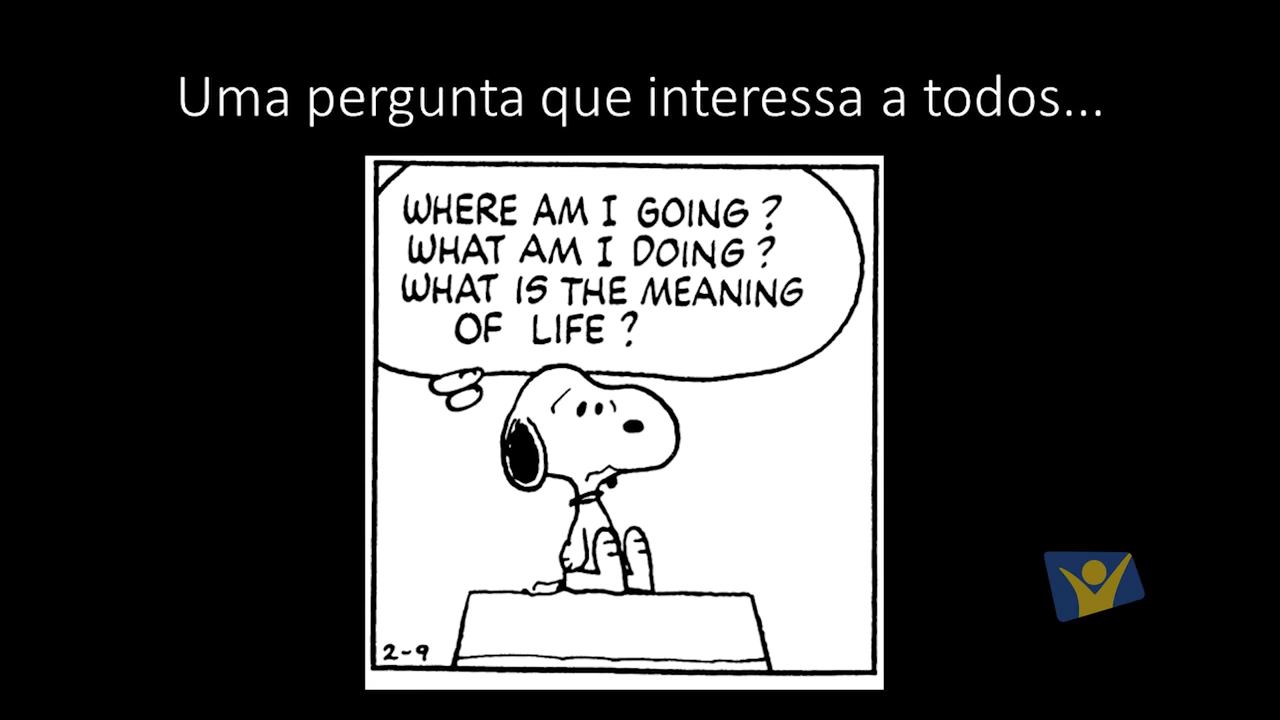 Uma pergunta que interessa a todos...
WHERE AM I GOING?
WHAT AM I DOING?
WHAT IS THE MEANING
OF LIFE?
2-9